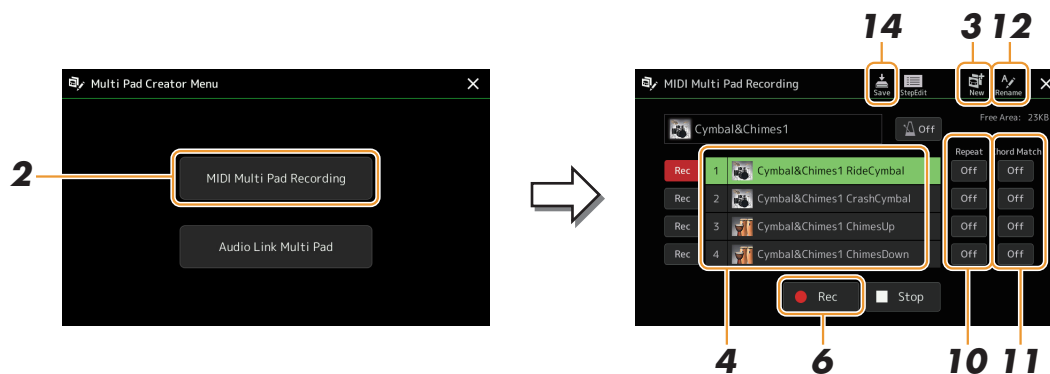 14 3 12
Multi Pad Creator Menu
MIDI Multi Pad Recording
Save
StepEdit
New
Rename
Free Area: 23KB
Cymbal&Chimes1
Off
Repeat
hord Match
2
MIDI Multi Pad Recording
Rec 1 Cymbal&Chimes1 RideCymbal Off Off
Rec 2 Cymbal&Chimes1 CrashCymbal Off Off
Rec 3 Cymbal&Chimes1 ChimesUp Off Off
Audio Link Multi Pad
Rec 4 Cymbal&Chimes1 ChimesDown Off Off
Rec
Stop
4 6 10 11